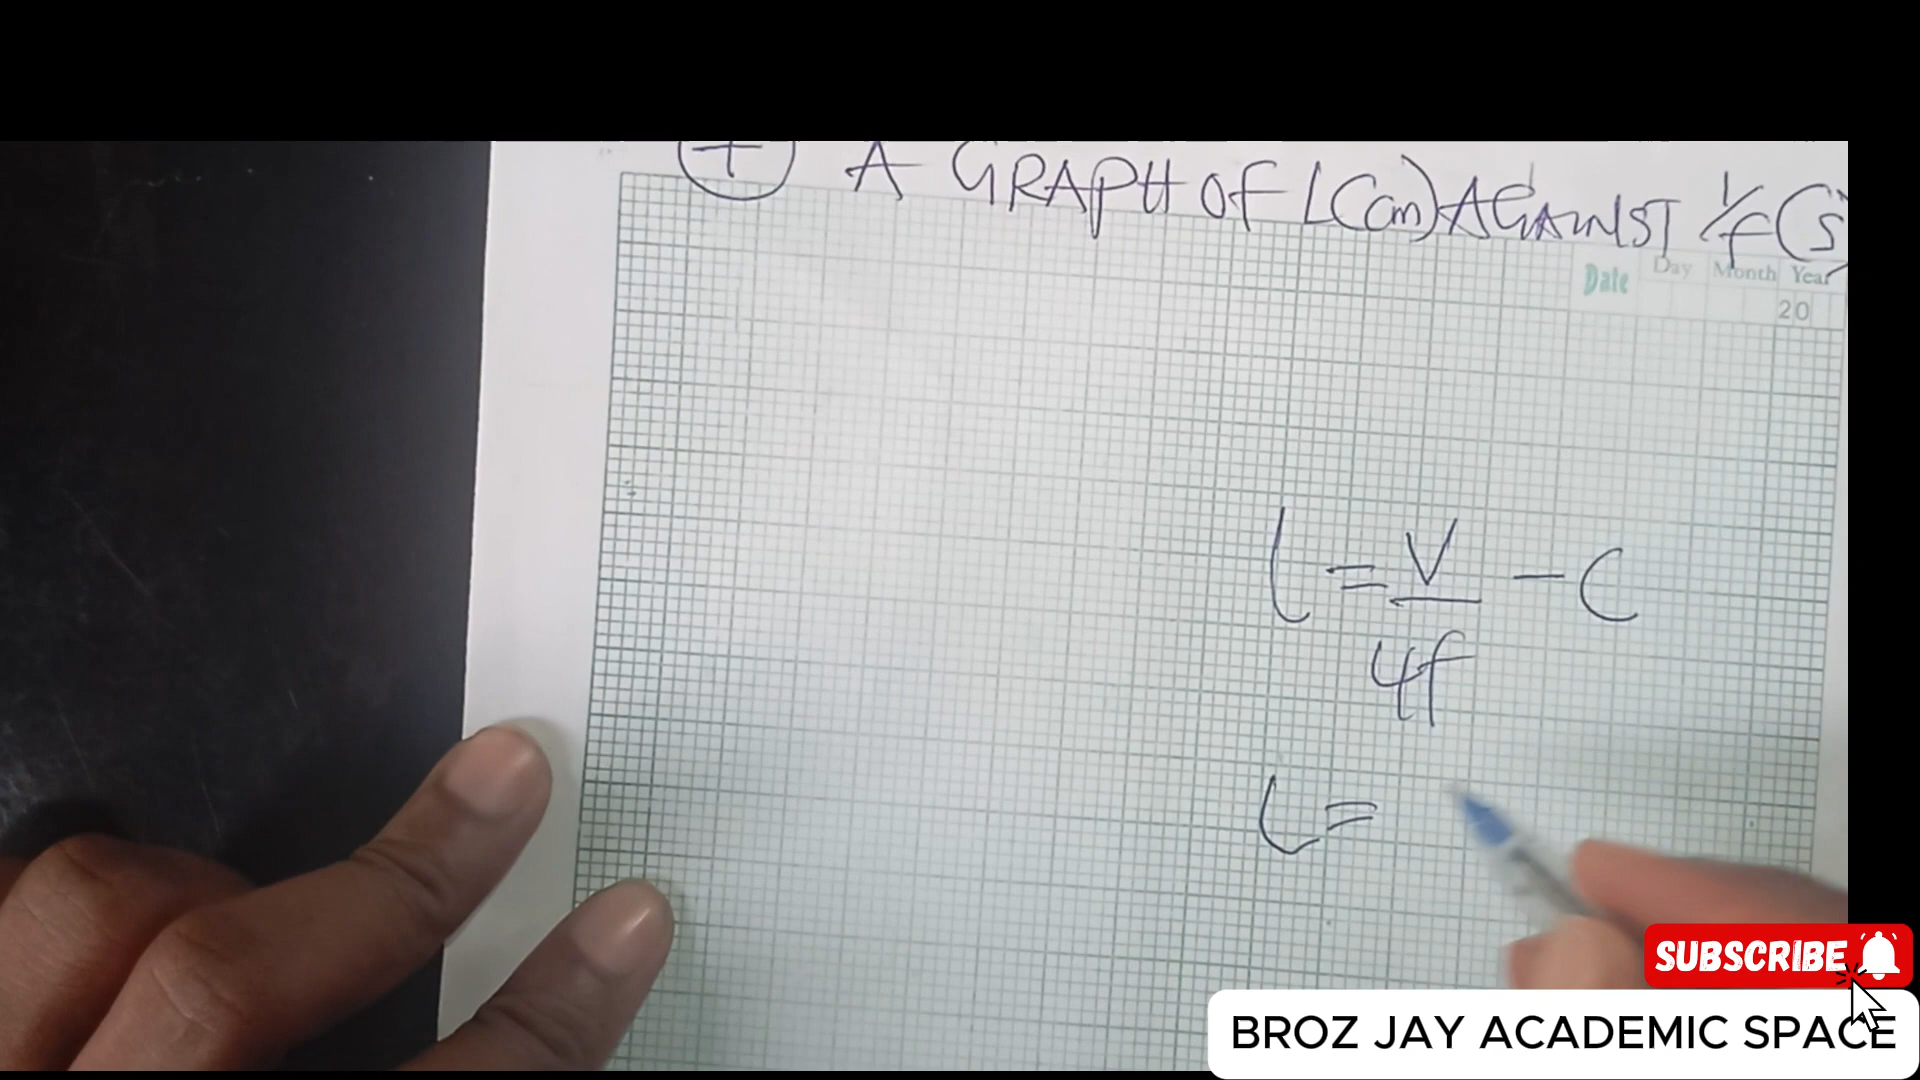 + A GRAPH OF L(cm) AGAINST 1/f (s
Date Day Month Year
20
l = V/4f - C
L =
SUBSCRIBE
BROZ JAY ACADEMIC SPACE